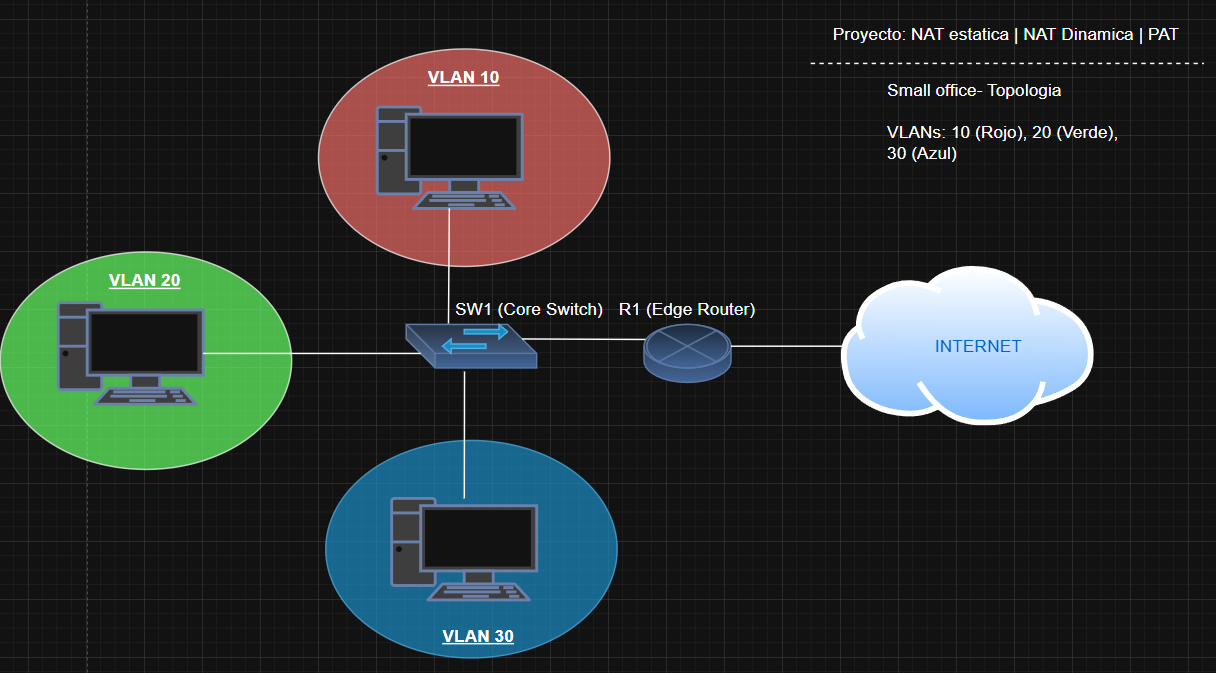 Proyecto: NAT estatica | NAT Dinamica | PAT
Small office- Topologia
VLANs: 10 (Rojo), 20 (Verde),
30 (Azul)
VLAN 10
VLAN 20
SW1 (Core Switch)
R1 (Edge Router)
INTERNET
VLAN 30